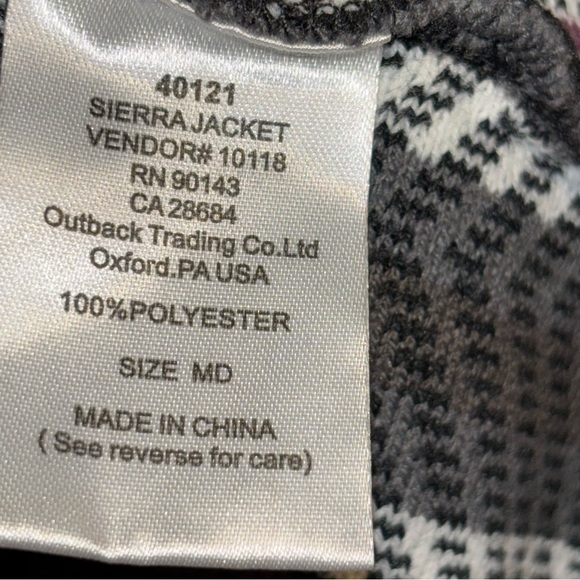 40121
SIERRA JACKET
VENDOR# 10118
RN 90143
CA 28684
Outback Trading Co.Ltd
Oxford.PA USA
100%POLYESTER
SIZE MD
MADE IN CHINA
( See reverse for care)